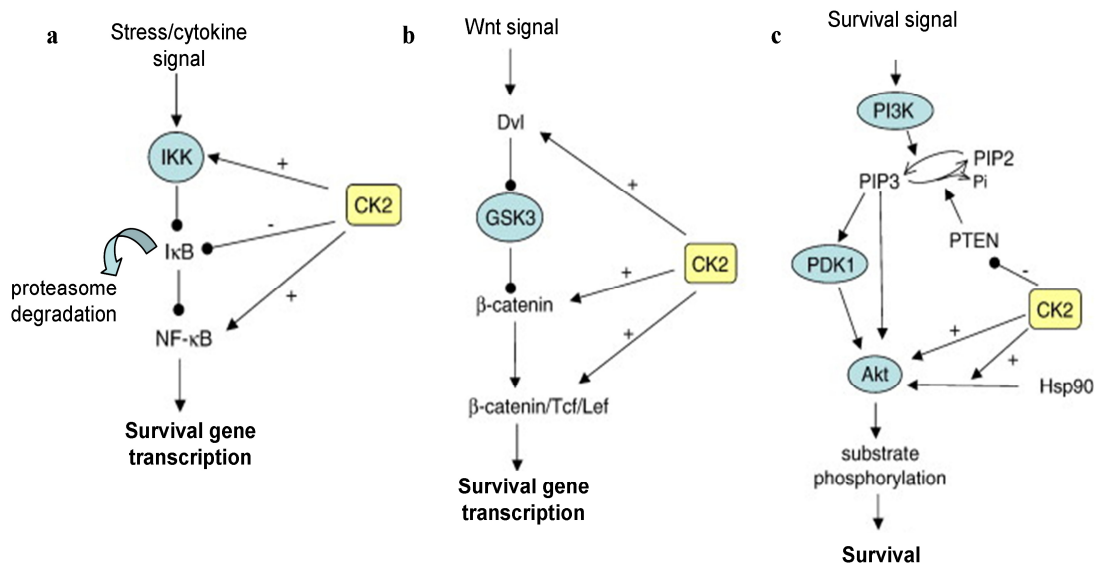 a
Stress/cytokine
signal
IKK
+
CK2
-
IκB
proteasome
degradation
+
NF-κB
Survival gene
transcription
b
Wnt signal
Dvl
+
GSK3
CK2
+
β-catenin
+
β-catenin/Tcf/Lef
Survival gene
transcription
c
Survival signal
PI3K
PIP2
PIP3
Pi
PTEN
PDK1
-
CK2
+
+
Akt
Hsp90
substrate
phosphorylation
Survival